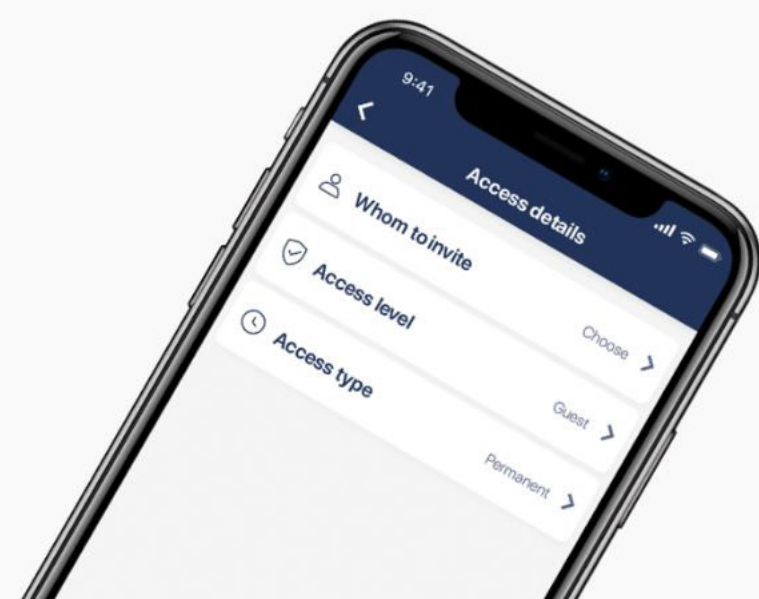 9:41
Access details
Whom to invite
Choose
Access level
Guest
Access type
Permanent